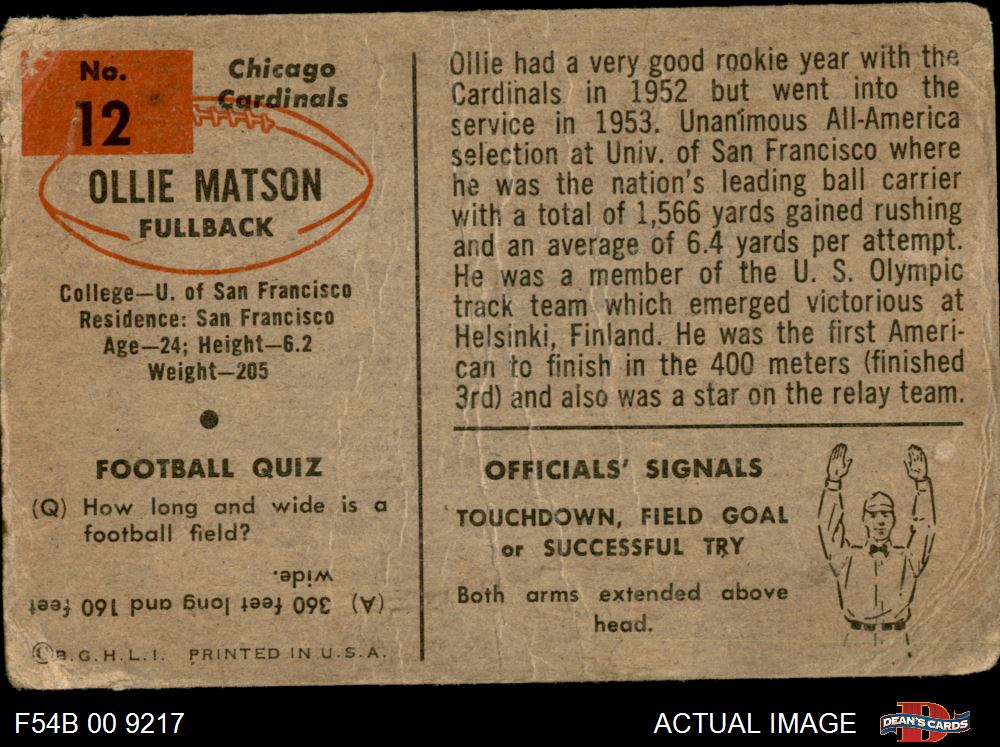 No.
12
Chicago
Cardinals
OLLIE MATSON
FULLBACK
College—U. of San Francisco
Residence: San Francisco
Age—24; Height—6.2
Weight—205
FOOTBALL QUIZ
(Q) How long and wide is a
football field?
(A) 360 feet long and 160 feet
wide.
©B.G.H.L.I. PRINTED IN U.S.A.
Ollie had a very good rookie year with the
Cardinals in 1952 but went into the
service in 1953. Unanimous All-America
selection at Univ. of San Francisco where
he was the nation's leading ball carrier
with a total of 1,566 yards gained rushing
and an average of 6.4 yards per attempt.
He was a member of the U. S. Olympic
track team which emerged victorious at
Helsinki, Finland. He was the first Ameri-
can to finish in the 400 meters (finished
3rd) and also was a star on the relay team.
OFFICIALS' SIGNALS
TOUCHDOWN, FIELD GOAL
or SUCCESSFUL TRY
Both arms extended above
head.
F54B 00 9217
ACTUAL IMAGE
D
DEAN'S CARDS